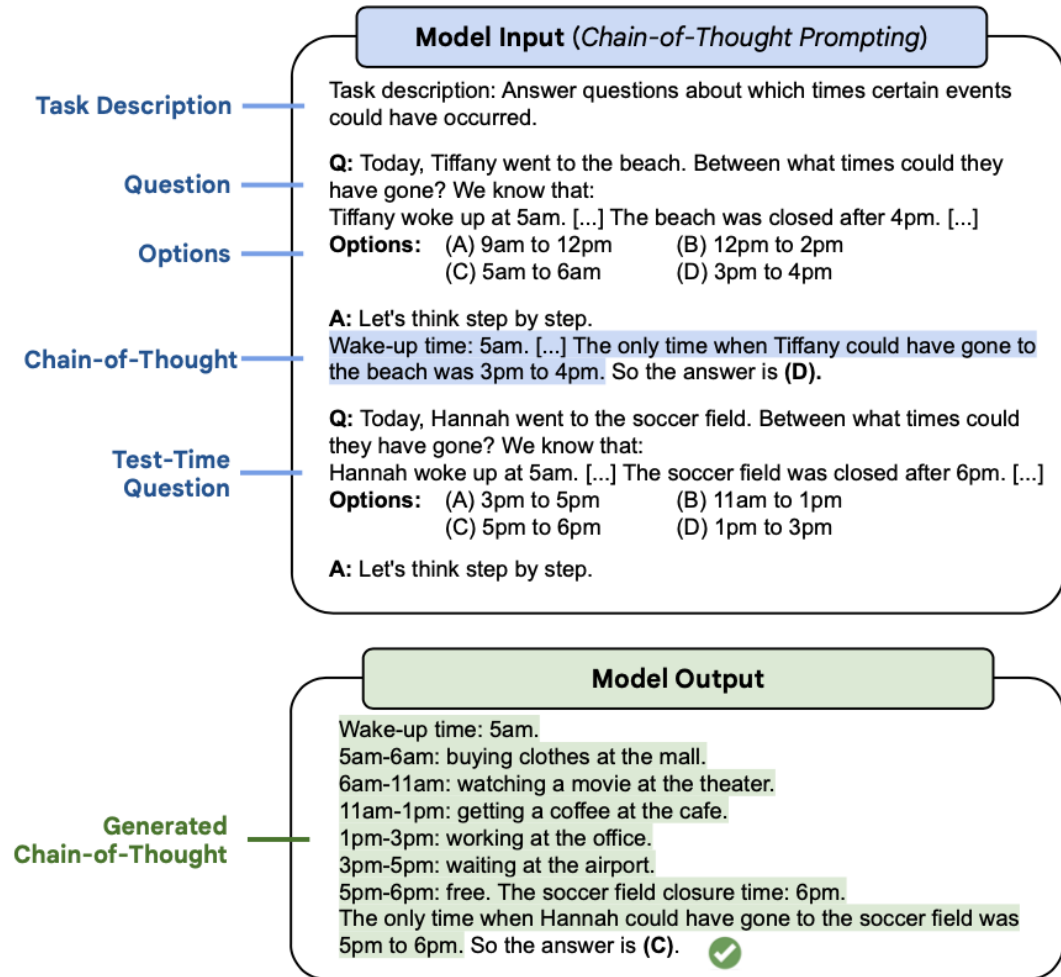 Model Input (Chain-of-Thought Prompting)
Task Description
Task description: Answer questions about which times certain events
could have occurred.
Question
Q: Today, Tiffany went to the beach. Between what times could they
have gone? We know that:
Tiffany woke up at 5am. [...] The beach was closed after 4pm. [...]
Options
Options: (A) 9am to 12pm (B) 12pm to 2pm
(C) 5am to 6am (D) 3pm to 4pm
A: Let's think step by step.
Chain-of-Thought
Wake-up time: 5am. [...] The only time when Tiffany could have gone to
the beach was 3pm to 4pm. So the answer is (D).
Q: Today, Hannah went to the soccer field. Between what times could
they have gone? We know that:
Test-Time
Question
Hannah woke up at 5am. [...] The soccer field was closed after 6pm. [...]
Options: (A) 3pm to 5pm (B) 11am to 1pm
(C) 5pm to 6pm (D) 1pm to 3pm
A: Let's think step by step.
Model Output
Wake-up time: 5am.
5am-6am: buying clothes at the mall.
6am-11am: watching a movie at the theater.
11am-1pm: getting a coffee at the cafe.
Generated
Chain-of-Thought
1pm-3pm: working at the office.
3pm-5pm: waiting at the airport.
5pm-6pm: free. The soccer field closure time: 6pm.
The only time when Hannah could have gone to the soccer field was
5pm to 6pm. So the answer is (C).